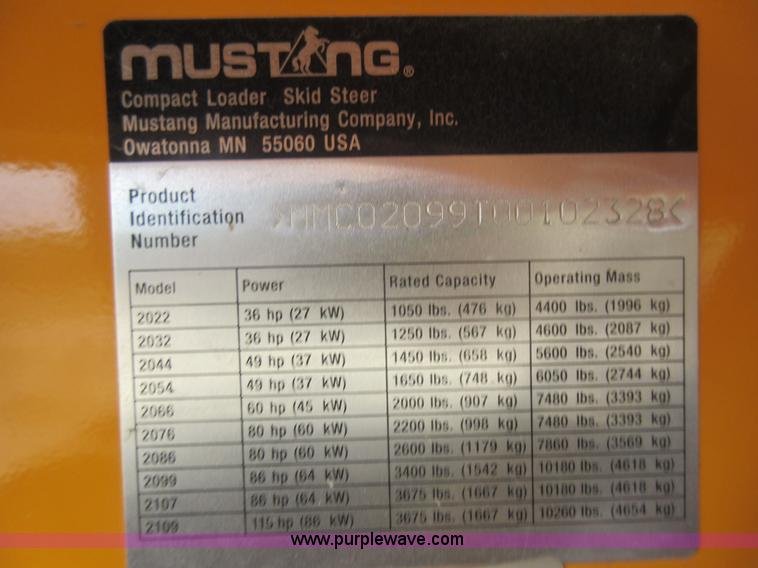 MUSTANG®
Compact Loader Skid Steer
Mustang Manufacturing Company, Inc.
Owatonna MN 55060 USA
Product
Identification
Number
>MMC02099T00102328<
Model Power Rated Capacity Operating Mass
2022 36 hp (27 kW) 1050 lbs. (476 kg) 4400 lbs. (1996 kg)
2032 36 hp (27 kW) 1250 lbs. (567 kg) 4600 lbs. (2087 kg)
2044 49 hp (37 kW) 1450 lbs. (658 kg) 5600 lbs. (2540 kg)
2054 49 hp (37 kW) 1650 lbs. (748 kg) 6050 lbs. (2744 kg)
2066 60 hp (45 kW) 2000 lbs. (907 kg) 7480 lbs. (3393 kg)
2076 80 hp (60 kW) 2200 lbs. (998 kg) 7480 lbs. (3393 kg)
2086 80 hp (60 kW) 2600 lbs. (1179 kg) 7860 lbs. (3569 kg)
2099 86 hp (64 kW) 3400 lbs. (1542 kg) 10180 lbs. (4618 kg)
2107 86 hp (64 kW) 3675 lbs. (1667 kg) 10180 lbs. (4618 kg)
2109 115 hp (86 kW) 3675 lbs. (1667 kg) 10260 lbs. (4654 kg)
www.purplewave.com